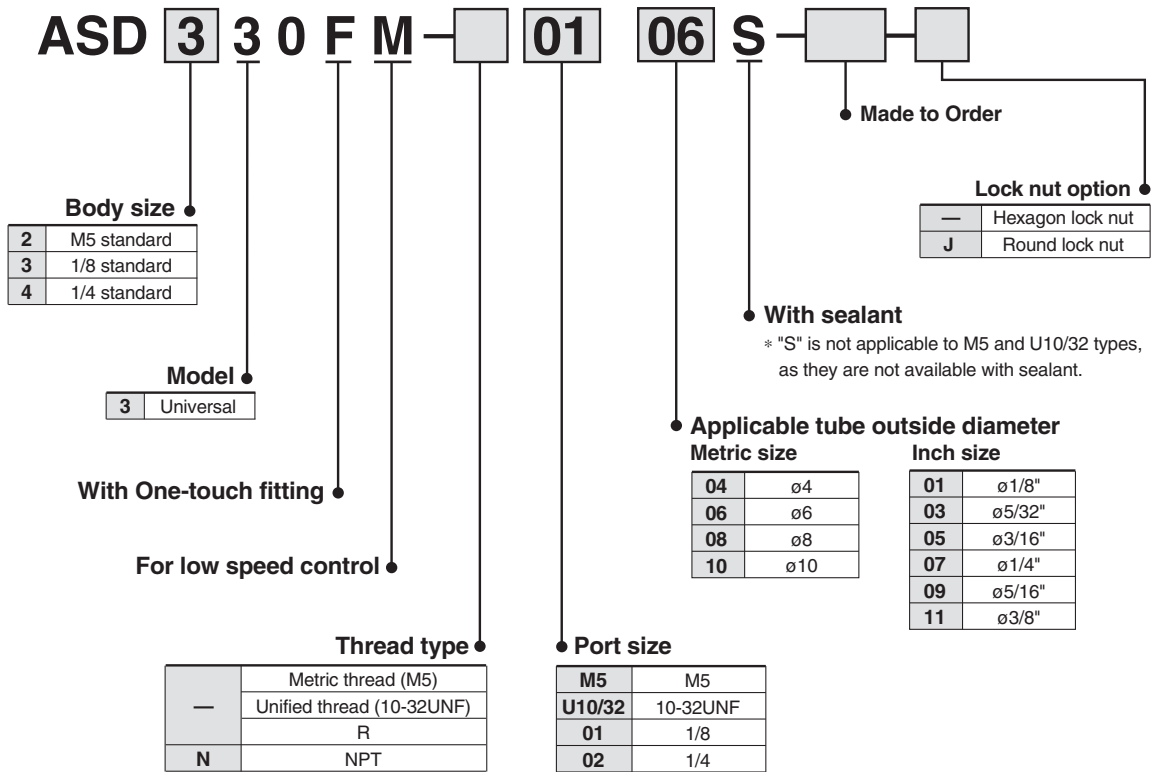 ASD 3 3 0 F M — 01 06 S — —
Made to Order
Lock nut option
— Hexagon lock nut
J Round lock nut
Body size
2 M5 standard
3 1/8 standard
4 1/4 standard
With sealant
* "S" is not applicable to M5 and U10/32 types,
as they are not available with sealant.
Model
3 Universal
Applicable tube outside diameter
Metric size
04 ø4
06 ø6
08 ø8
10 ø10
Inch size
01 ø1/8"
03 ø5/32"
05 ø3/16"
07 ø1/4"
09 ø5/16"
11 ø3/8"
With One-touch fitting
For low speed control
Thread type
— Metric thread (M5)
Unified thread (10-32UNF)
R
N NPT
Port size
M5 M5
U10/32 10-32UNF
01 1/8
02 1/4